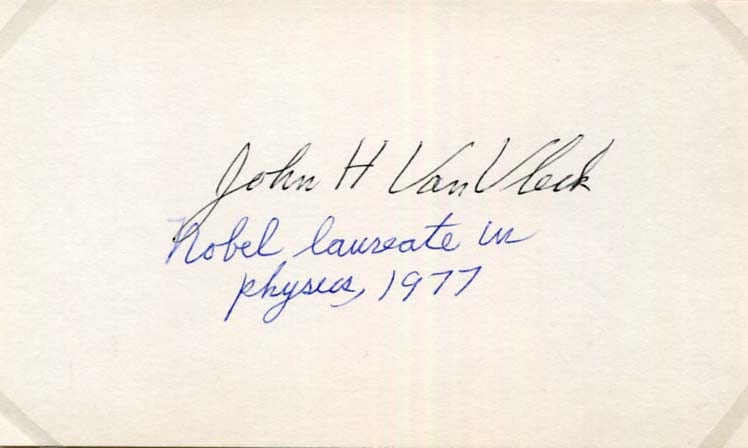 John H Van Vleck
Nobel laureate in
physics, 1977